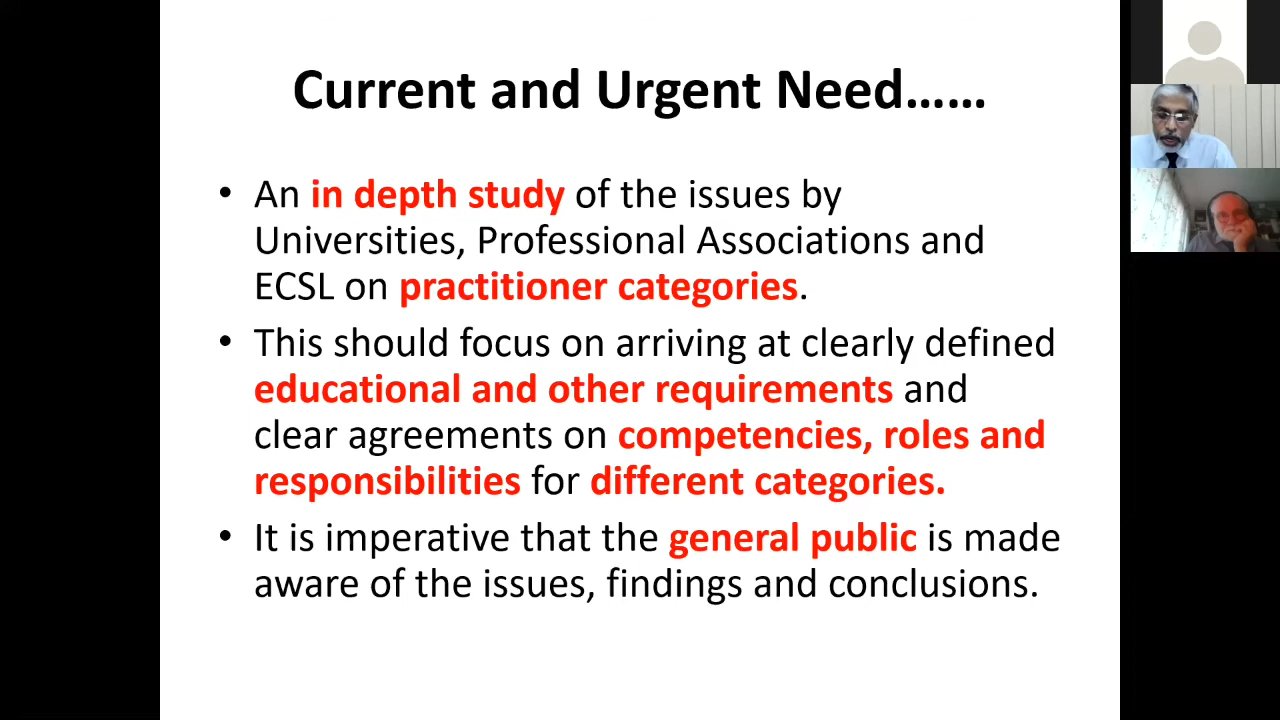 Current and Urgent Need……
• An in depth study of the issues by
Universities, Professional Associations and
ECSL on practitioner categories.
• This should focus on arriving at clearly defined
educational and other requirements and
clear agreements on competencies, roles and
responsibilities for different categories.
• It is imperative that the general public is made
aware of the issues, findings and conclusions.